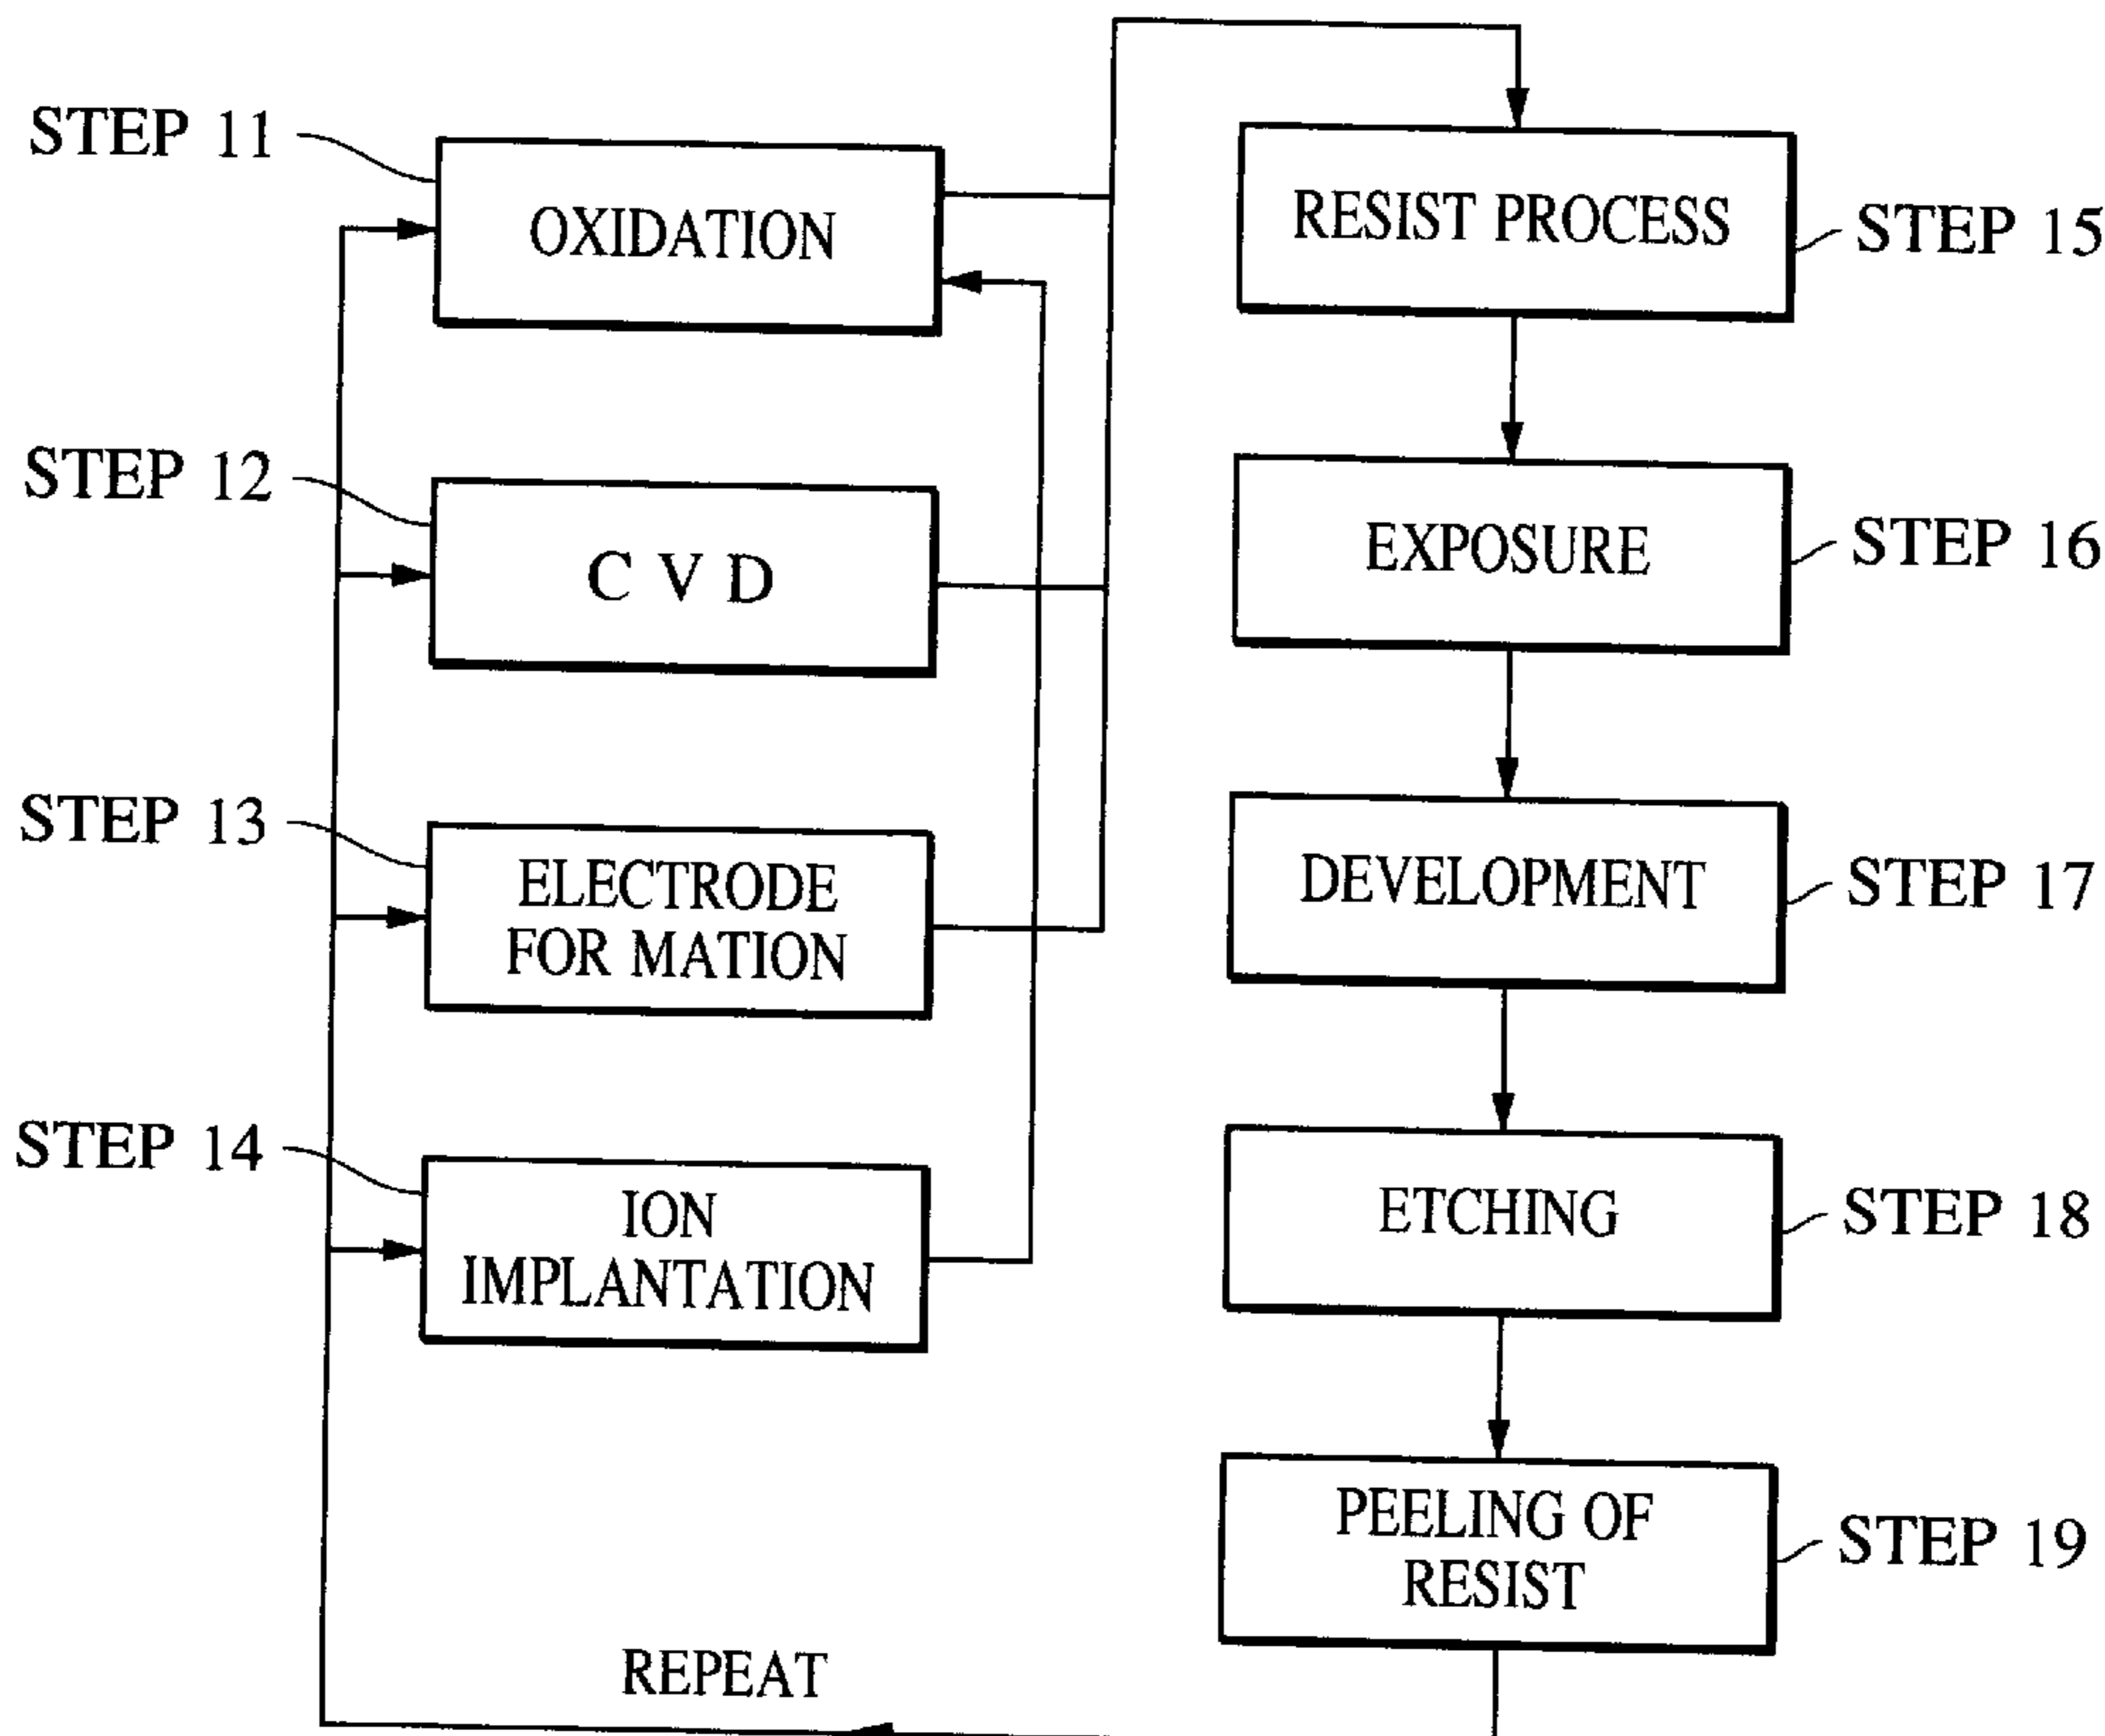 STEP 11
OXIDATION
STEP 12
C V D
STEP 13
ELECTRODE
FOR MATION
STEP 14
ION
IMPLANTATION
RESIST PROCESS
STEP 15
EXPOSURE
STEP 16
DEVELOPMENT
STEP 17
ETCHING
STEP 18
PEELING OF
RESIST
STEP 19
REPEAT